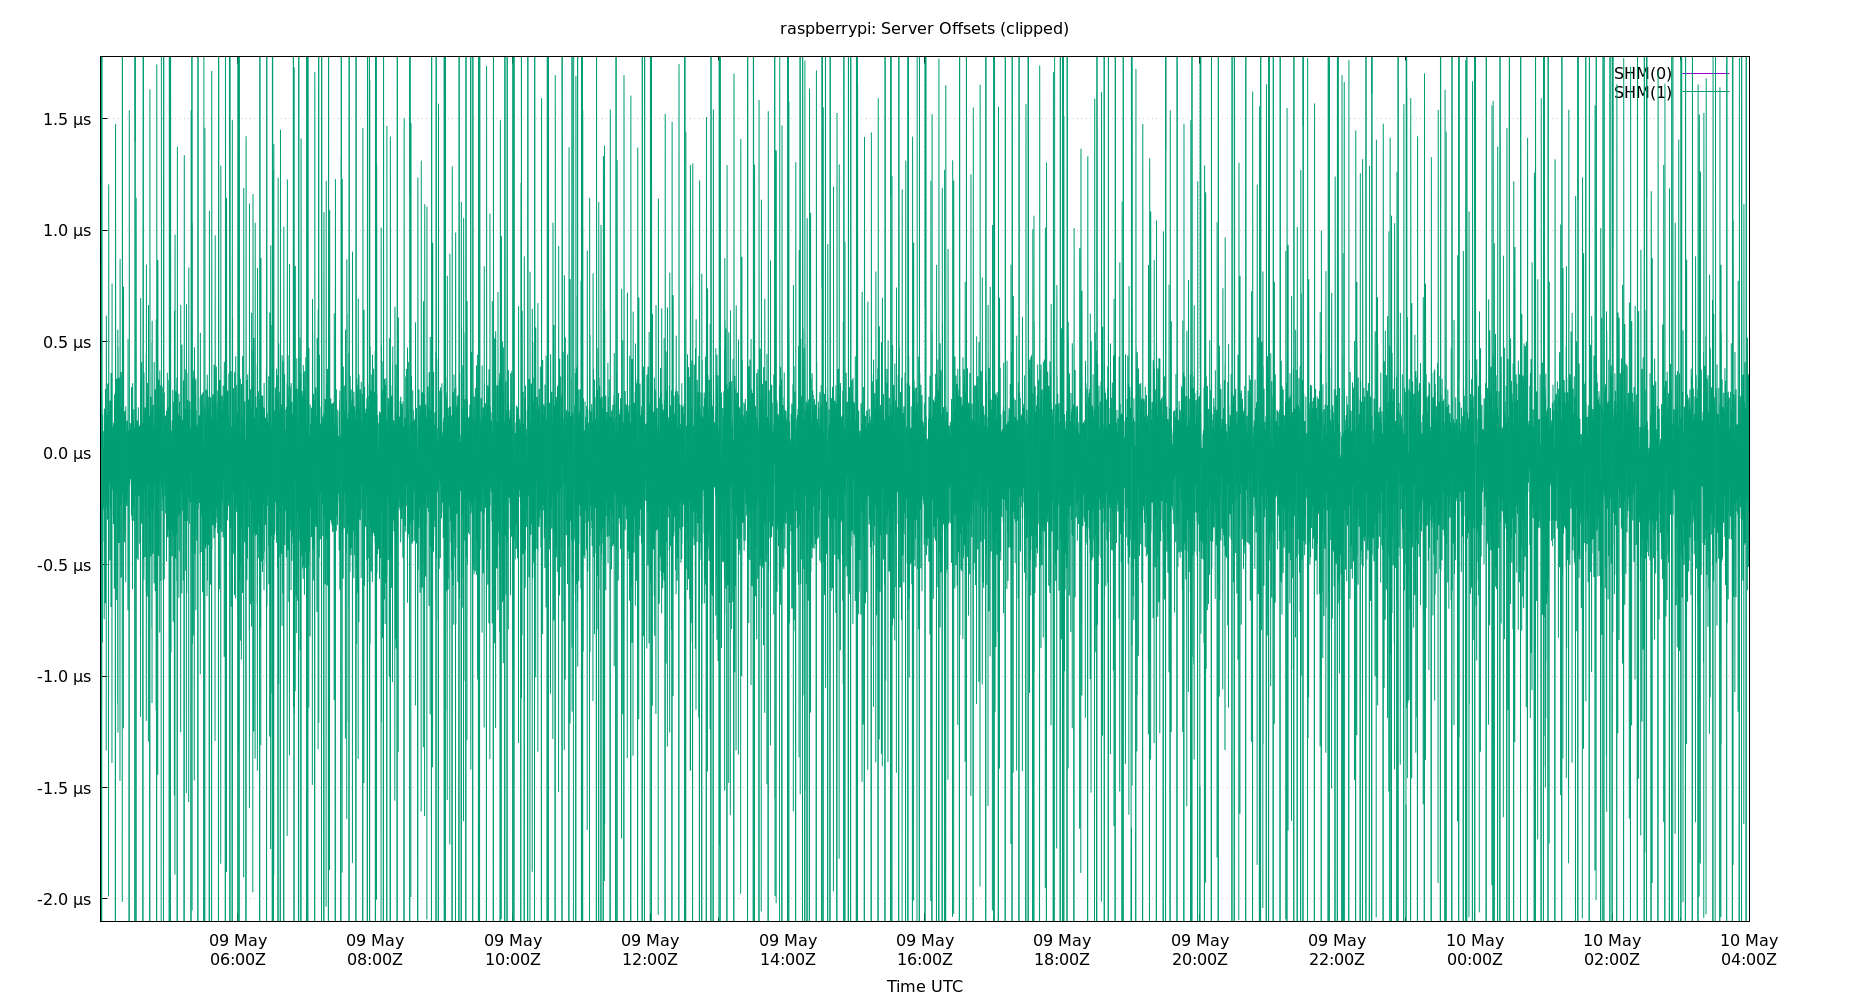 raspberrypi: Server Offsets (clipped)
SHM(0)
SHM(1)
1.5 µs
1.0 µs
0.5 µs
0.0 µs
-0.5 µs
-1.0 µs
-1.5 µs
-2.0 µs
09 May 09 May 09 May 09 May 09 May 09 May 09 May 09 May 09 May 10 May 10 May 10 May
06:00Z 08:00Z 10:00Z 12:00Z 14:00Z 16:00Z 18:00Z 20:00Z 22:00Z 00:00Z 02:00Z 04:00Z
Time UTC